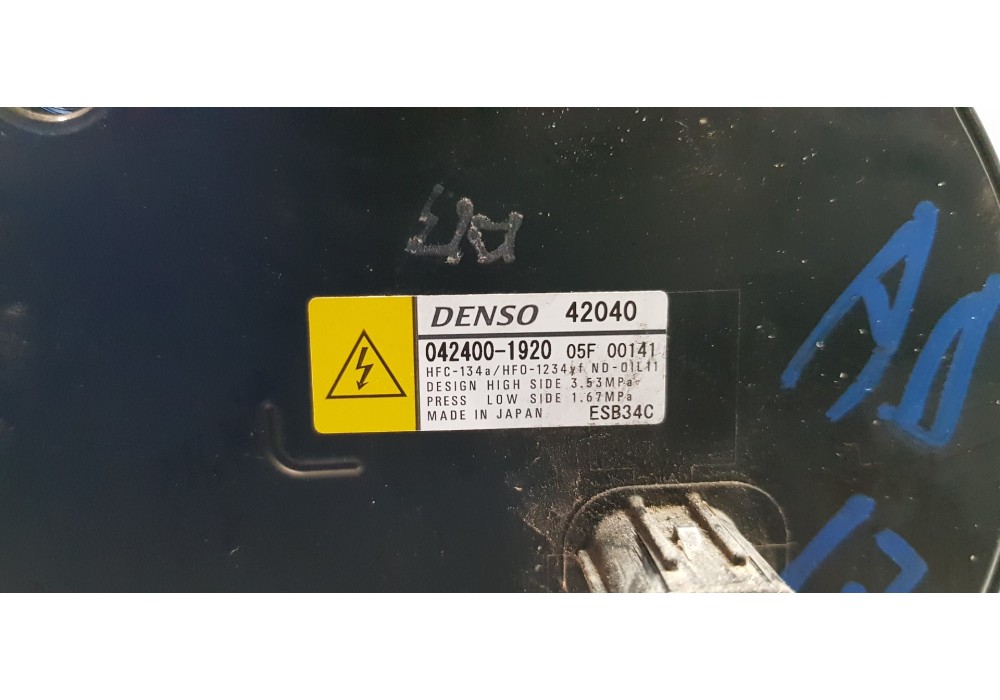 DENSO 42040
042400-1920 05F 00141
HFC-134a/HFO-1234yf ND-OIL11
DESIGN HIGH SIDE 3.53MPa
PRESS LOW SIDE 1.67MPa
MADE IN JAPAN ESB34C